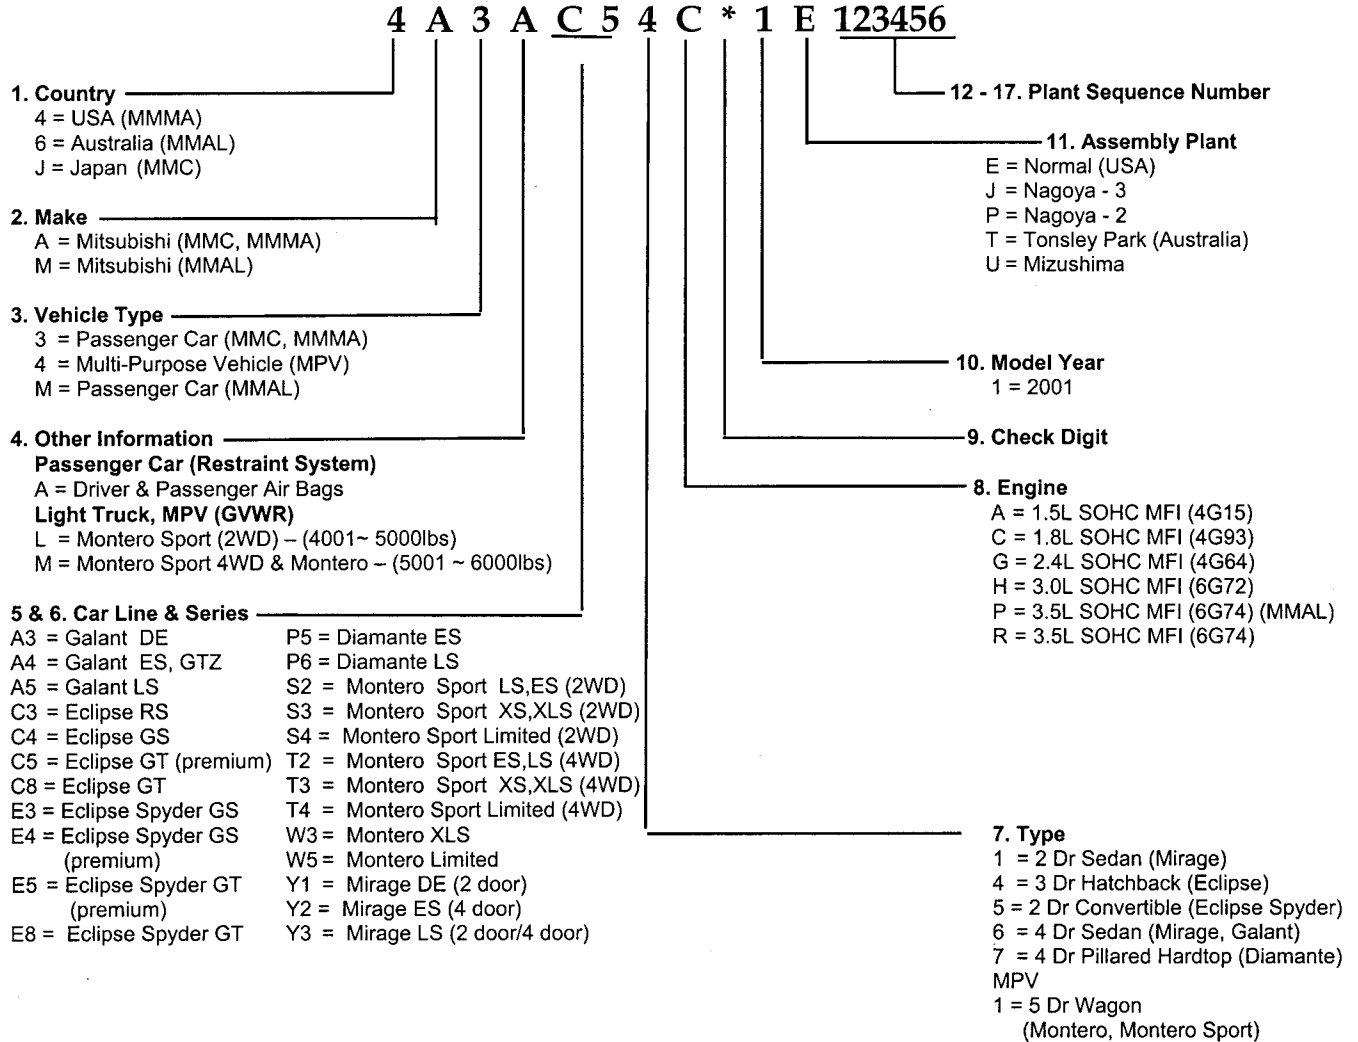 4 A 3 A C 5 4 C * 1 E 123456
1. Country
4 = USA (MMMA)
6 = Australia (MMAL)
J = Japan (MMC)
2. Make
A = Mitsubishi (MMC, MMMA)
M = Mitsubishi (MMAL)
3. Vehicle Type
3 = Passenger Car (MMC, MMMA)
4 = Multi-Purpose Vehicle (MPV)
M = Passenger Car (MMAL)
4. Other Information
Passenger Car (Restraint System)
A = Driver & Passenger Air Bags
Light Truck, MPV (GVWR)
L = Montero Sport (2WD) – (4001~ 5000lbs)
M = Montero Sport 4WD & Montero – (5001 ~ 6000lbs)
5 & 6. Car Line & Series
A3 = Galant DE
A4 = Galant ES, GTZ
A5 = Galant LS
C3 = Eclipse RS
C4 = Eclipse GS
C5 = Eclipse GT (premium)
C8 = Eclipse GT
E3 = Eclipse Spyder GS
E4 = Eclipse Spyder GS
(premium)
E5 = Eclipse Spyder GT
(premium)
E8 = Eclipse Spyder GT
P5 = Diamante ES
P6 = Diamante LS
S2 = Montero Sport LS,ES (2WD)
S3 = Montero Sport XS,XLS (2WD)
S4 = Montero Sport Limited (2WD)
T2 = Montero Sport ES,LS (4WD)
T3 = Montero Sport XS,XLS (4WD)
T4 = Montero Sport Limited (4WD)
W3 = Montero XLS
W5 = Montero Limited
Y1 = Mirage DE (2 door)
Y2 = Mirage ES (4 door)
Y3 = Mirage LS (2 door/4 door)
12 - 17. Plant Sequence Number
11. Assembly Plant
E = Normal (USA)
J = Nagoya - 3
P = Nagoya - 2
T = Tonsley Park (Australia)
U = Mizushima
10. Model Year
1 = 2001
9. Check Digit
8. Engine
A = 1.5L SOHC MFI (4G15)
C = 1.8L SOHC MFI (4G93)
G = 2.4L SOHC MFI (4G64)
H = 3.0L SOHC MFI (6G72)
P = 3.5L SOHC MFI (6G74) (MMAL)
R = 3.5L SOHC MFI (6G74)
7. Type
1 = 2 Dr Sedan (Mirage)
4 = 3 Dr Hatchback (Eclipse)
5 = 2 Dr Convertible (Eclipse Spyder)
6 = 4 Dr Sedan (Mirage, Galant)
7 = 4 Dr Pillared Hardtop (Diamante)
MPV
1 = 5 Dr Wagon
(Montero, Montero Sport)